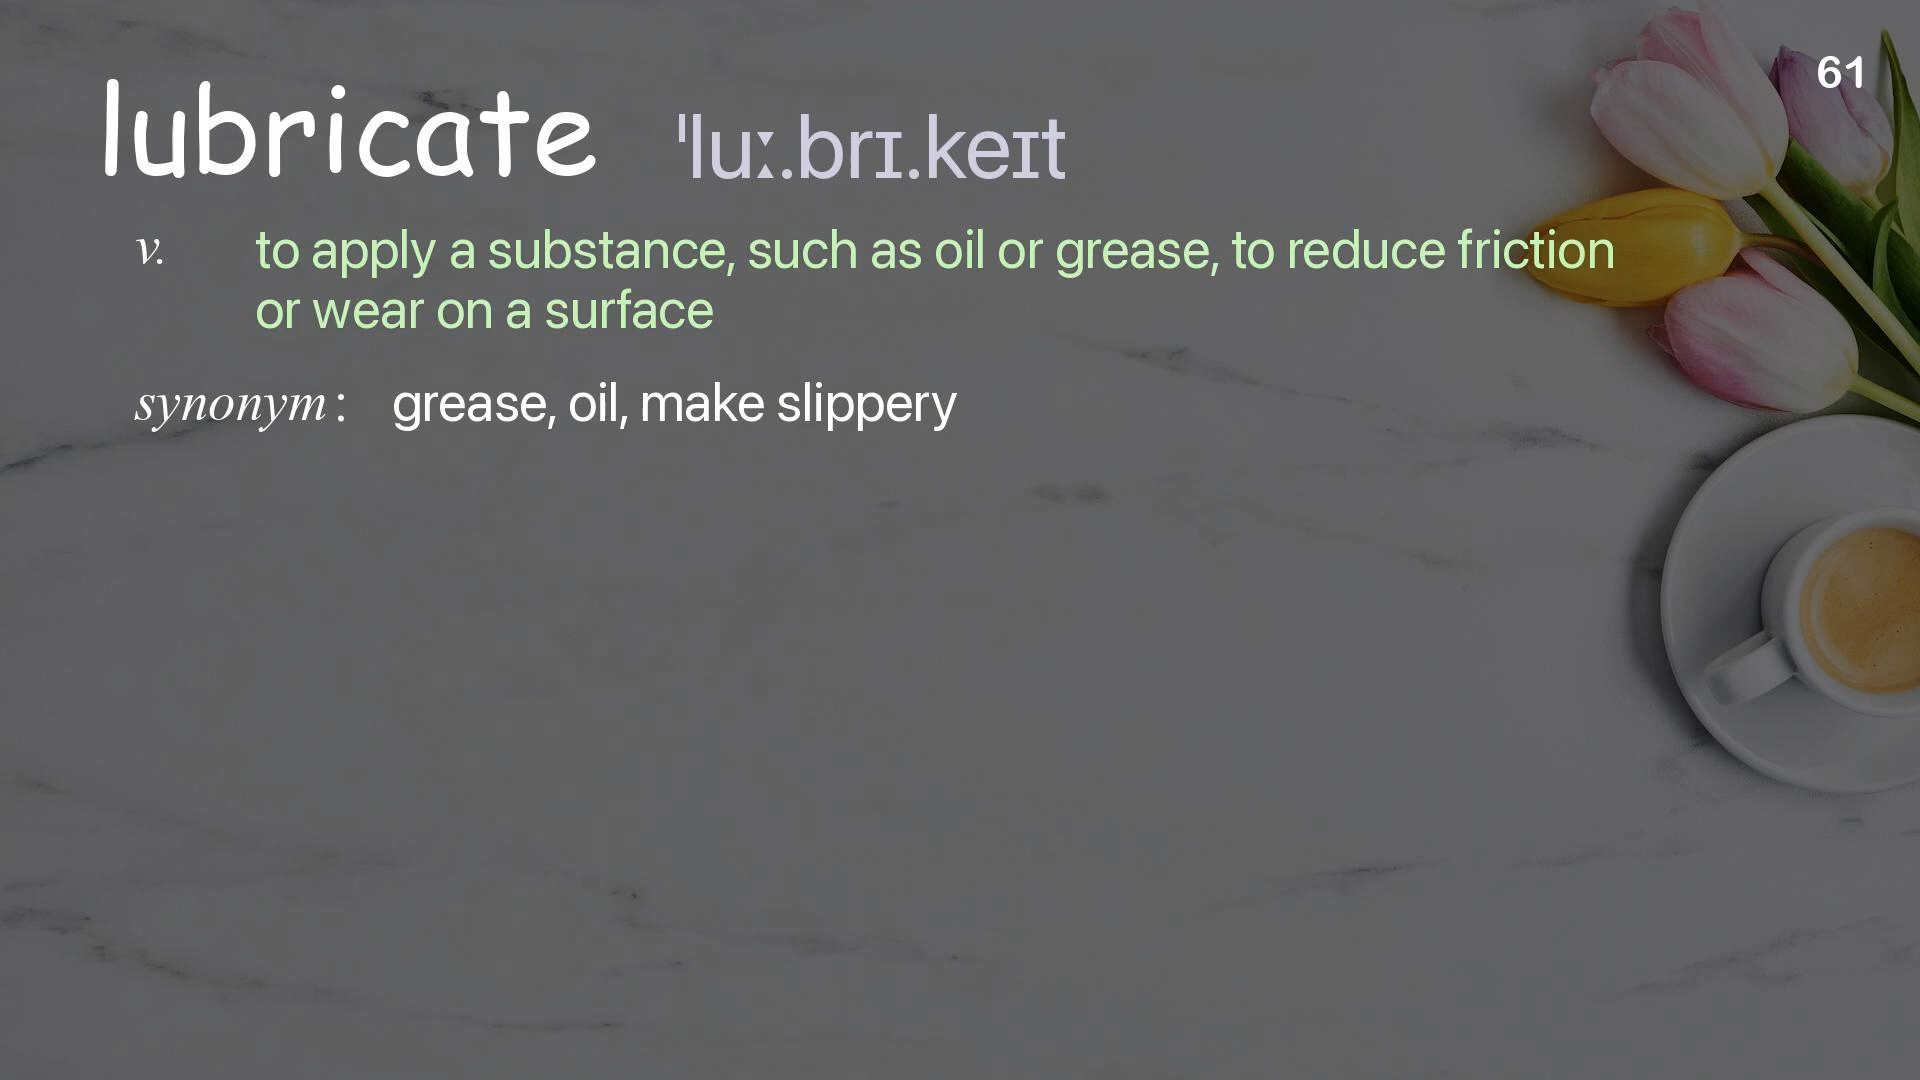 61
lubricate ˈluː.brɪ.keɪt
v. to apply a substance, such as oil or grease, to reduce friction
or wear on a surface
synonym : grease, oil, make slippery